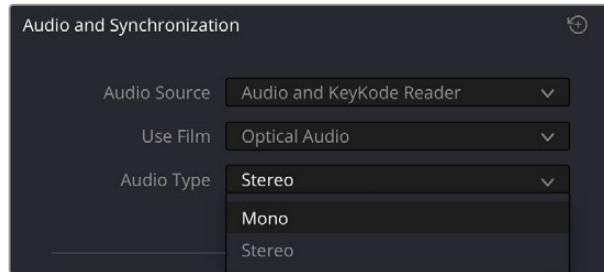 Audio and Synchronization
Audio Source Audio and KeyKode Reader
Use Film Optical Audio
Audio Type Stereo
Mono
Stereo